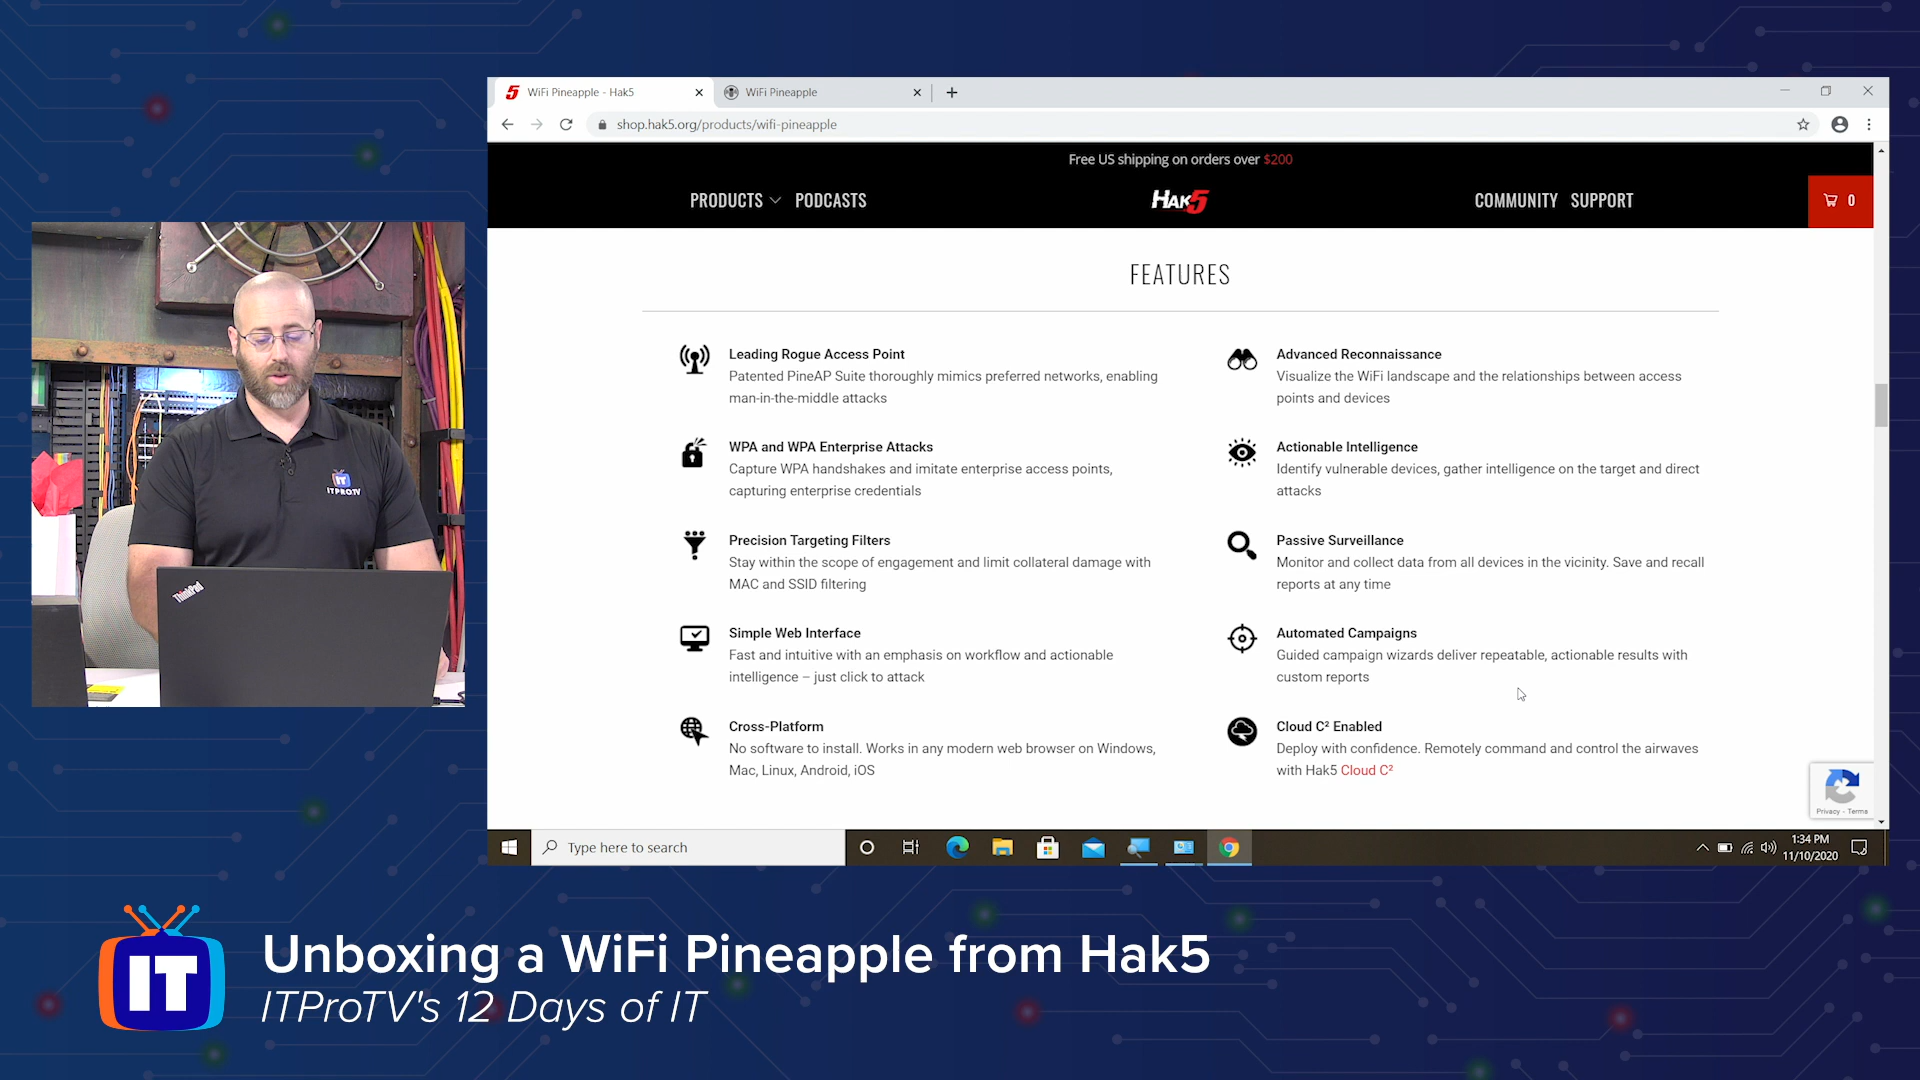 WiFi Pineapple - Hak5
WiFi Pineapple
shop.hak5.org/products/wifi-pineapple
Free US shipping on orders over $200
PRODUCTS PODCASTS HAK5 COMMUNITY SUPPORT 0
FEATURES
Leading Rogue Access Point
Patented PineAP Suite thoroughly mimics preferred networks, enabling
man-in-the-middle attacks
Advanced Reconnaissance
Visualize the WiFi landscape and the relationships between access
points and devices
WPA and WPA Enterprise Attacks
Capture WPA handshakes and imitate enterprise access points,
capturing enterprise credentials
Actionable Intelligence
Identify vulnerable devices, gather intelligence on the target and direct
attacks
Precision Targeting Filters
Stay within the scope of engagement and limit collateral damage with
MAC and SSID filtering
Passive Surveillance
Monitor and collect data from all devices in the vicinity. Save and recall
reports at any time
Simple Web Interface
Fast and intuitive with an emphasis on workflow and actionable
intelligence – just click to attack
Automated Campaigns
Guided campaign wizards deliver repeatable, actionable results with
custom reports
Cross-Platform
No software to install. Works in any modern web browser on Windows,
Mac, Linux, Android, iOS
Cloud C² Enabled
Deploy with confidence. Remotely command and control the airwaves
with Hak5 Cloud C²
Privacy - Terms
Type here to search
1:34 PM
11/10/2020
IT
ITPROTV
ThinkPad
IT
Unboxing a WiFi Pineapple from Hak5
ITProTV's 12 Days of IT